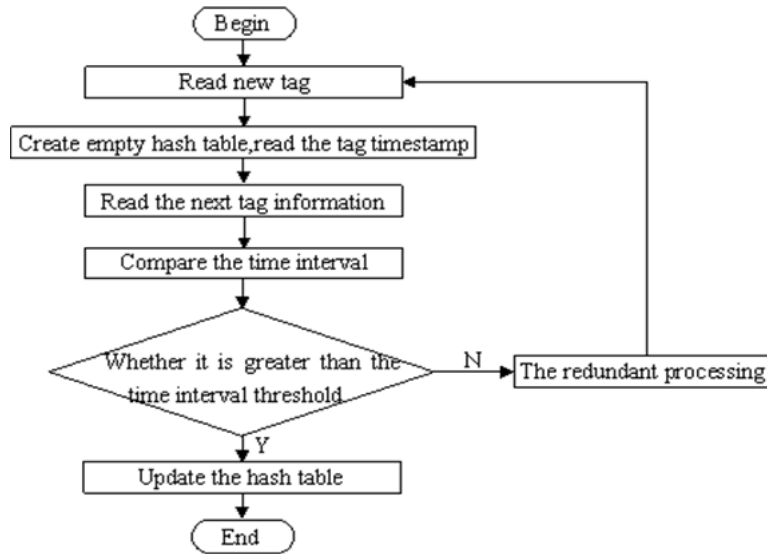 Begin
Read new tag
Create empty hash table,read the tag timestamp
Read the next tag information
Compare the time interval
Whether it is greater than the
time interval threshold
N
The redundant processing
Y
Update the hash table
End